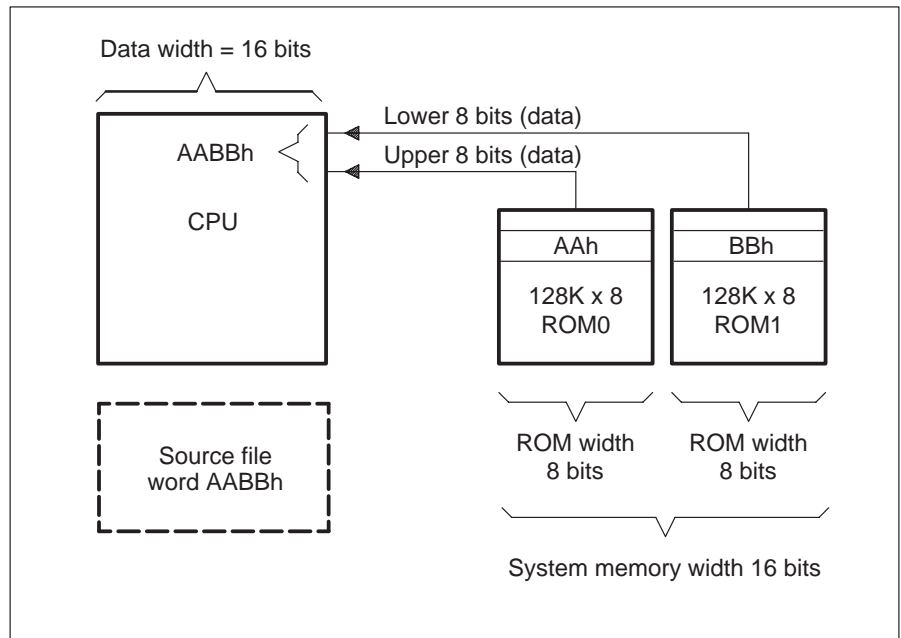 Data width = 16 bits
Lower 8 bits (data)
AABBh
Upper 8 bits (data)
CPU
AAh
BBh
128K x 8
ROM0
128K x 8
ROM1
Source file
word AABBh
ROM width
8 bits
ROM width
8 bits
System memory width 16 bits